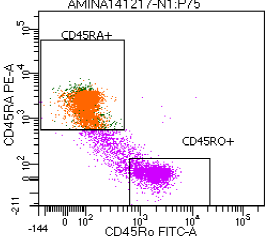 AMINA141217-N1:P75
CD45RA+
CD45RO+
CD45RA PE-A
10^5
10^4
10^3
10^2
0
-211
-144
0 10^2 10^3 10^4 10^5
CD45Ro FITC-A